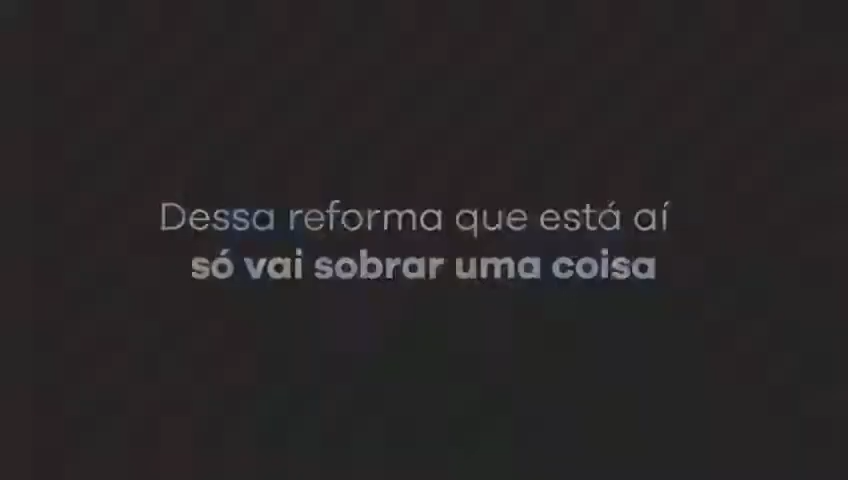 Dessa reforma que está aí
só vai sobrar uma coisa